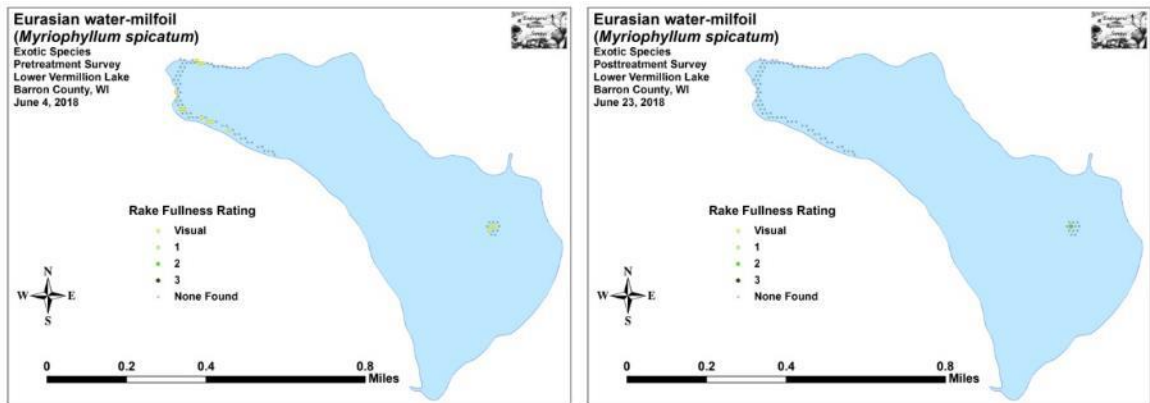 Eurasian water-milfoil
(Myriophyllum spicatum)
Exotic Species
Pretreatment Survey
Lower Vermillion Lake
Barron County, WI
June 4, 2018
Rake Fullness Rating
Visual
1
2
3
None Found
N
W E
S
0 0.2 0.4 0.8
Miles
Eurasian water-milfoil
(Myriophyllum spicatum)
Exotic Species
Posttreatment Survey
Lower Vermillion Lake
Barron County, WI
June 23, 2018
Rake Fullness Rating
Visual
1
2
3
None Found
N
W E
S
0 0.2 0.4 0.8
Miles